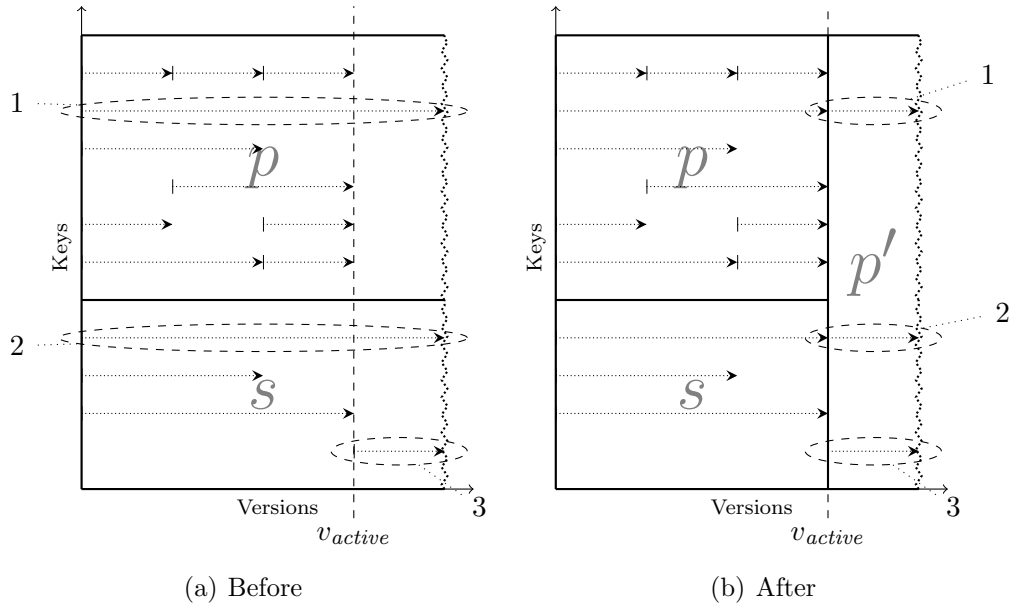 1
p
Keys
2
s
3
Versions
v_active
(a) Before
1
p
Keys
p′
2
s
3
Versions
v_active
(b) After